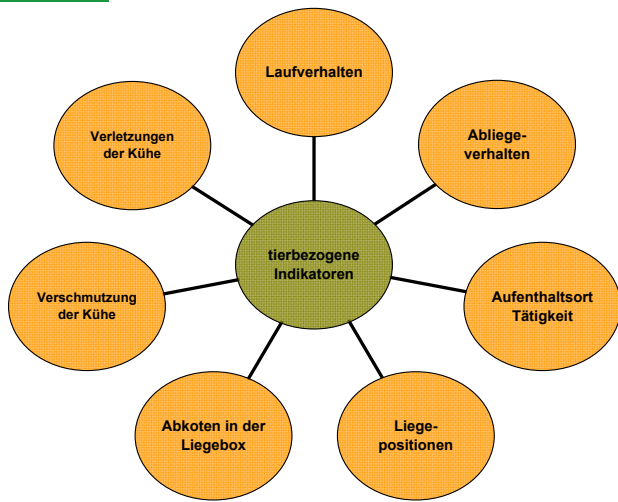 Laufverhalten
Abliege-
verhalten
Aufenthaltsort
Tätigkeit
Liege-
positionen
Abkoten in der
Liegebox
Verschmutzung
der Kühe
Verletzungen
der Kühe
tierbezogene
Indikatoren